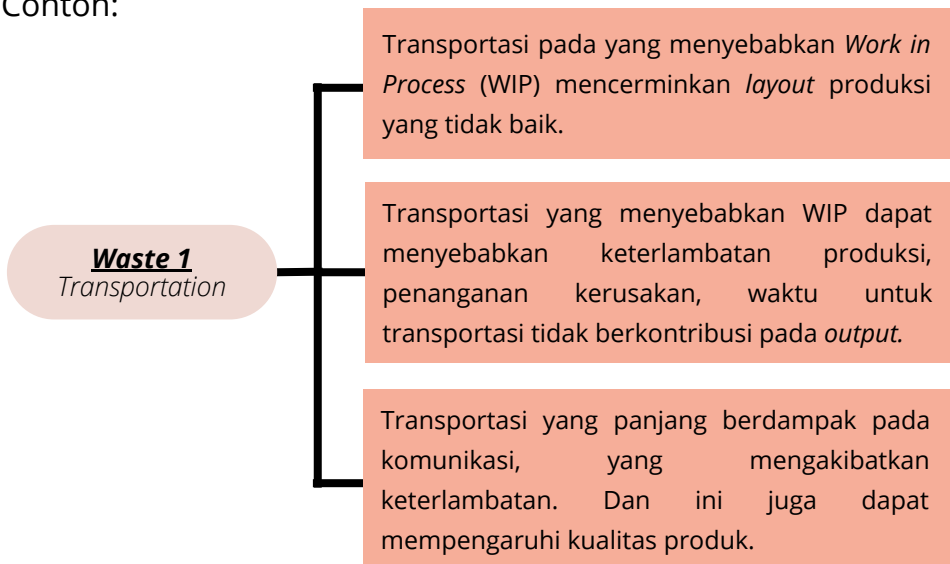 Contoh:
Transportasi pada yang menyebabkan Work in
Process (WIP) mencerminkan layout produksi
yang tidak baik.
Waste 1
Transportation
Transportasi yang menyebabkan WIP dapat
menyebabkan keterlambatan produksi,
penanganan kerusakan, waktu untuk
transportasi tidak berkontribusi pada output.
Transportasi yang panjang berdampak pada
komunikasi, yang mengakibatkan
keterlambatan. Dan ini juga dapat
mempengaruhi kualitas produk.